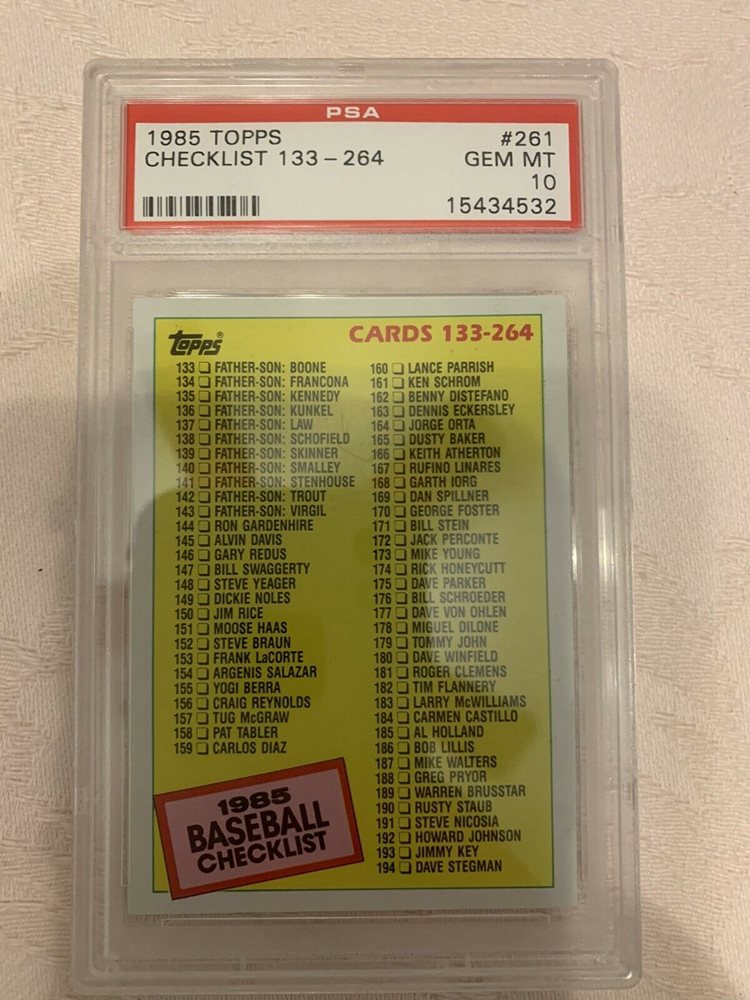 PSA
1985 TOPPS #261
CHECKLIST 133-264 GEM MT
10
15434532
Topps®
CARDS 133-264
133 FATHER-SON: BOONE
134 FATHER-SON: FRANCONA
135 FATHER-SON: KENNEDY
136 FATHER-SON: KUNKEL
137 FATHER-SON: LAW
138 FATHER-SON: SCHOFIELD
139 FATHER-SON: SKINNER
140 FATHER-SON: SMALLEY
141 FATHER-SON: STENHOUSE
142 FATHER-SON: TROUT
143 FATHER-SON: VIRGIL
144 RON GARDENHIRE
145 ALVIN DAVIS
146 GARY REDUS
147 BILL SWAGGERTY
148 STEVE YEAGER
149 DICKIE NOLES
150 JIM RICE
151 MOOSE HAAS
152 STEVE BRAUN
153 FRANK LaCORTE
154 ARGENIS SALAZAR
155 YOGI BERRA
156 CRAIG REYNOLDS
157 TUG McGRAW
158 PAT TABLER
159 CARLOS DIAZ
160 LANCE PARRISH
161 KEN SCHROM
162 BENNY DISTEFANO
163 DENNIS ECKERSLEY
164 JORGE ORTA
165 DUSTY BAKER
166 KEITH ATHERTON
167 RUFINO LINARES
168 GARTH IORG
169 DAN SPILLNER
170 GEORGE FOSTER
171 BILL STEIN
172 JACK PERCONTE
173 MIKE YOUNG
174 RICK HONEYCUTT
175 DAVE PARKER
176 BILL SCHROEDER
177 DAVE VON OHLEN
178 MIGUEL DILONE
179 TOMMY JOHN
180 DAVE WINFIELD
181 ROGER CLEMENS
182 TIM FLANNERY
183 LARRY McWILLIAMS
184 CARMEN CASTILLO
185 AL HOLLAND
186 BOB LILLIS
187 MIKE WALTERS
188 GREG PRYOR
189 WARREN BRUSSTAR
190 RUSTY STAUB
191 STEVE NICOSIA
192 HOWARD JOHNSON
193 JIMMY KEY
194 DAVE STEGMAN
1985
BASEBALL
CHECKLIST